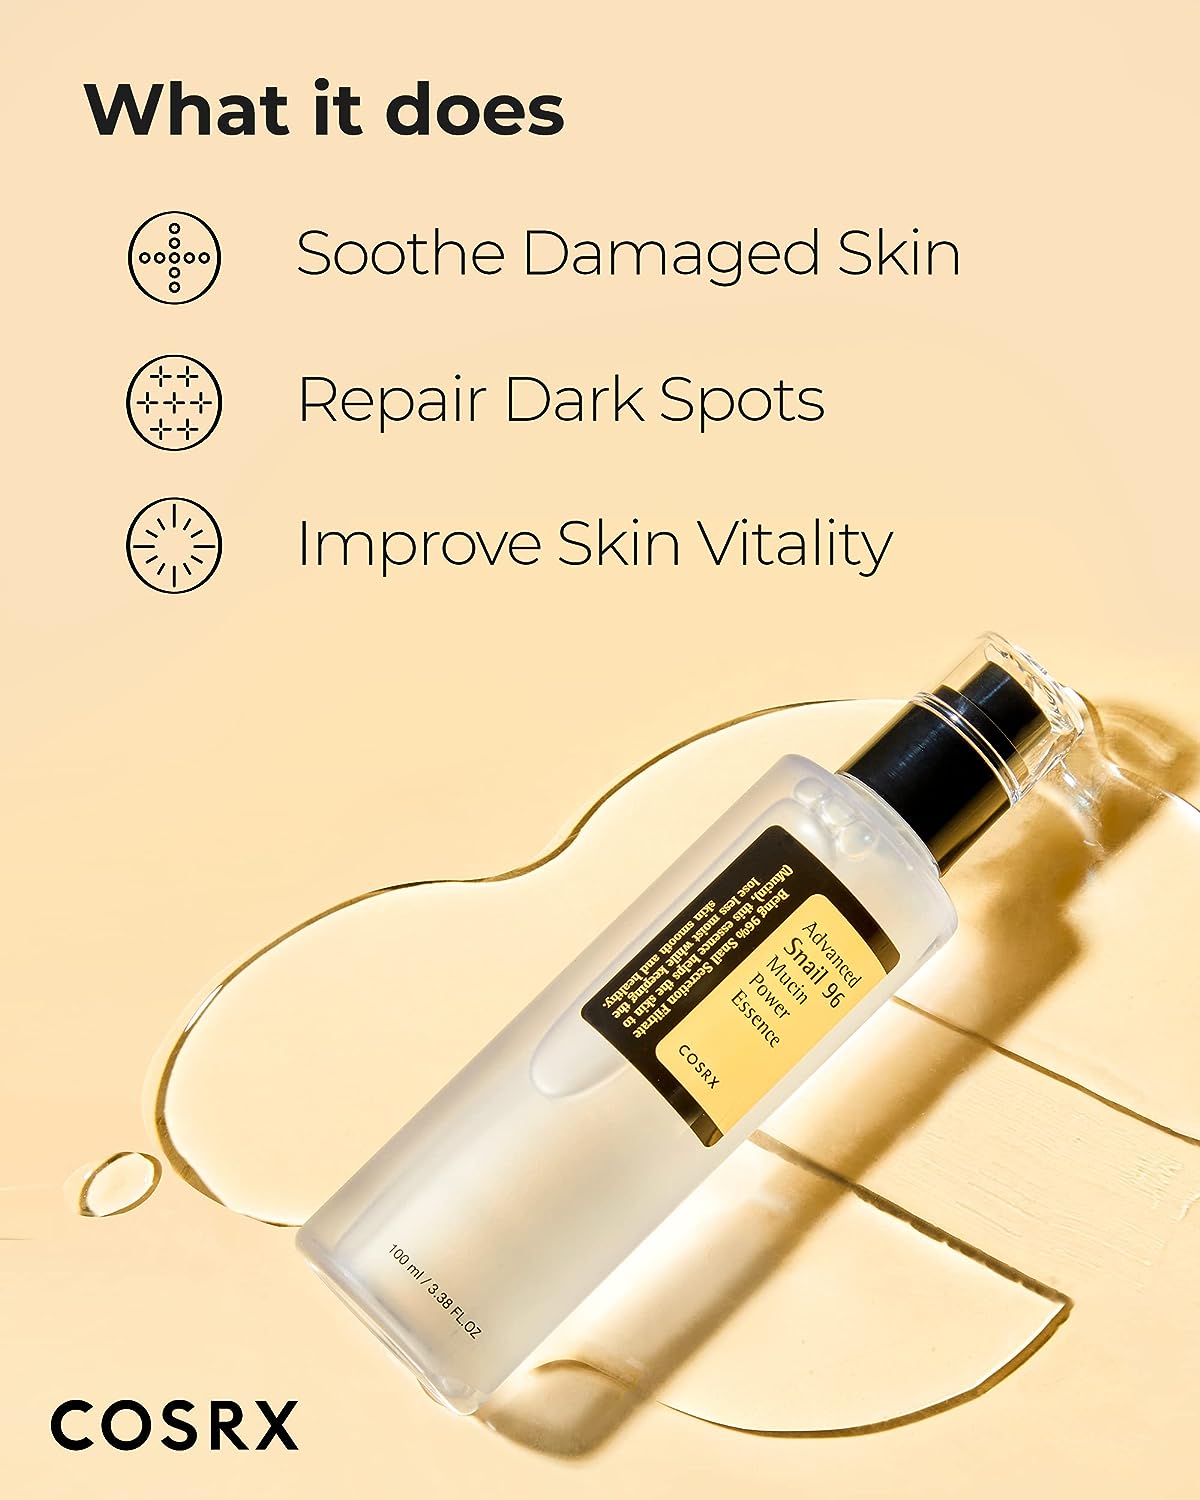 What it does
Soothe Damaged Skin
Repair Dark Spots
Improve Skin Vitality
Advanced
Snail 96
Mucin
Power
Essence
COSRX
Being 96% Snail Secretion Filtrate
(Mucin), this essence helps the skin to
lose less moist while keeping the
skin smooth and healthy.
100 ml / 3.38 FL.OZ
COSRX